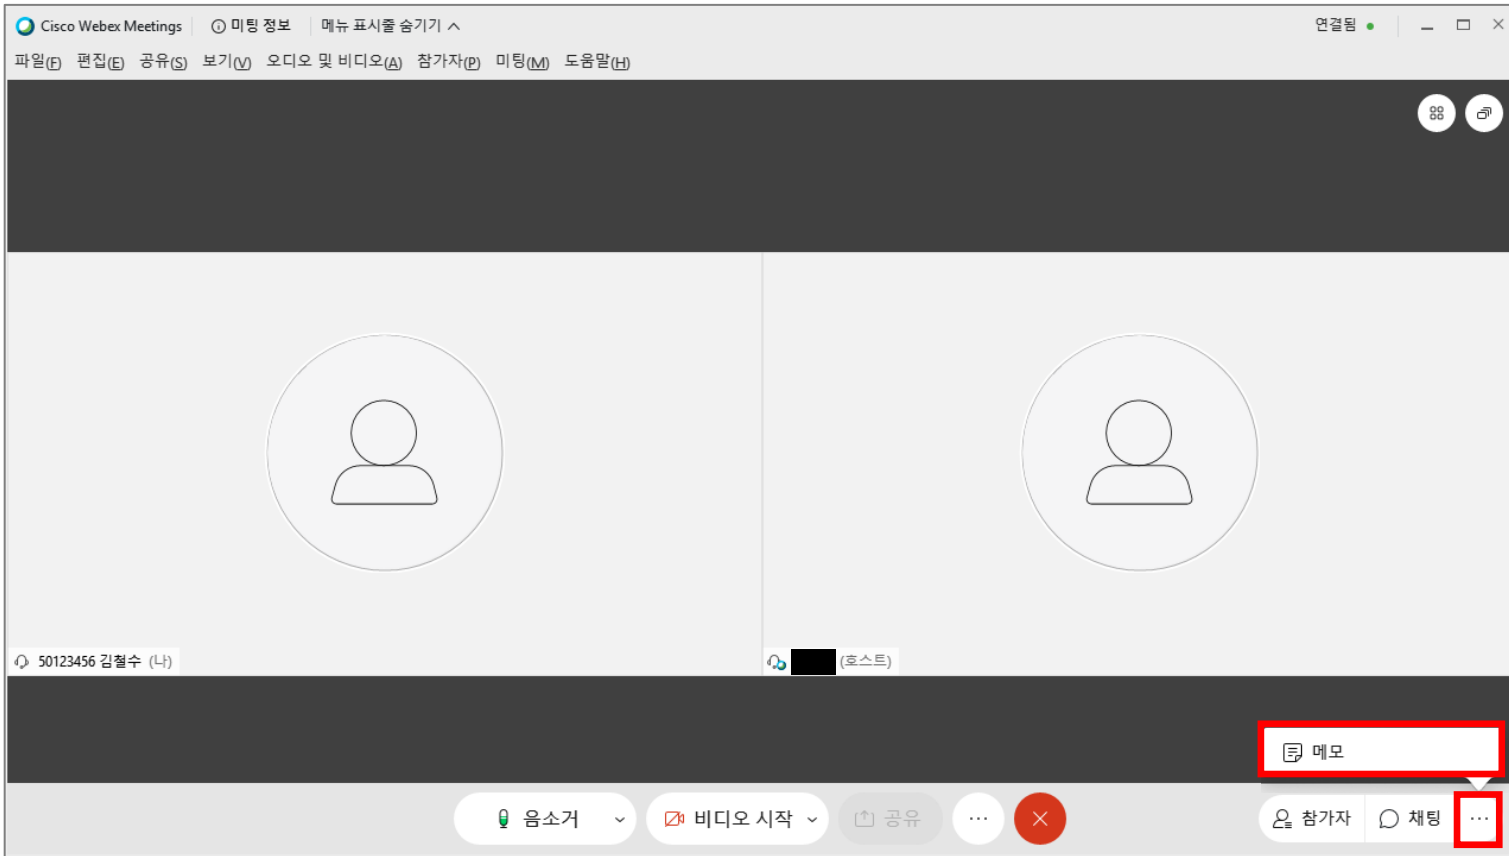 Cisco Webex Meetings 미팅 정보 메뉴 표시줄 숨기기 연결됨
파일(F) 편집(E) 공유(S) 보기(V) 오디오 및 비디오(A) 참가자(P) 미팅(M) 도움말(H)
50123456 김철수 (나)
(호스트)
메모
음소거 비디오 시작 공유 참가자 채팅